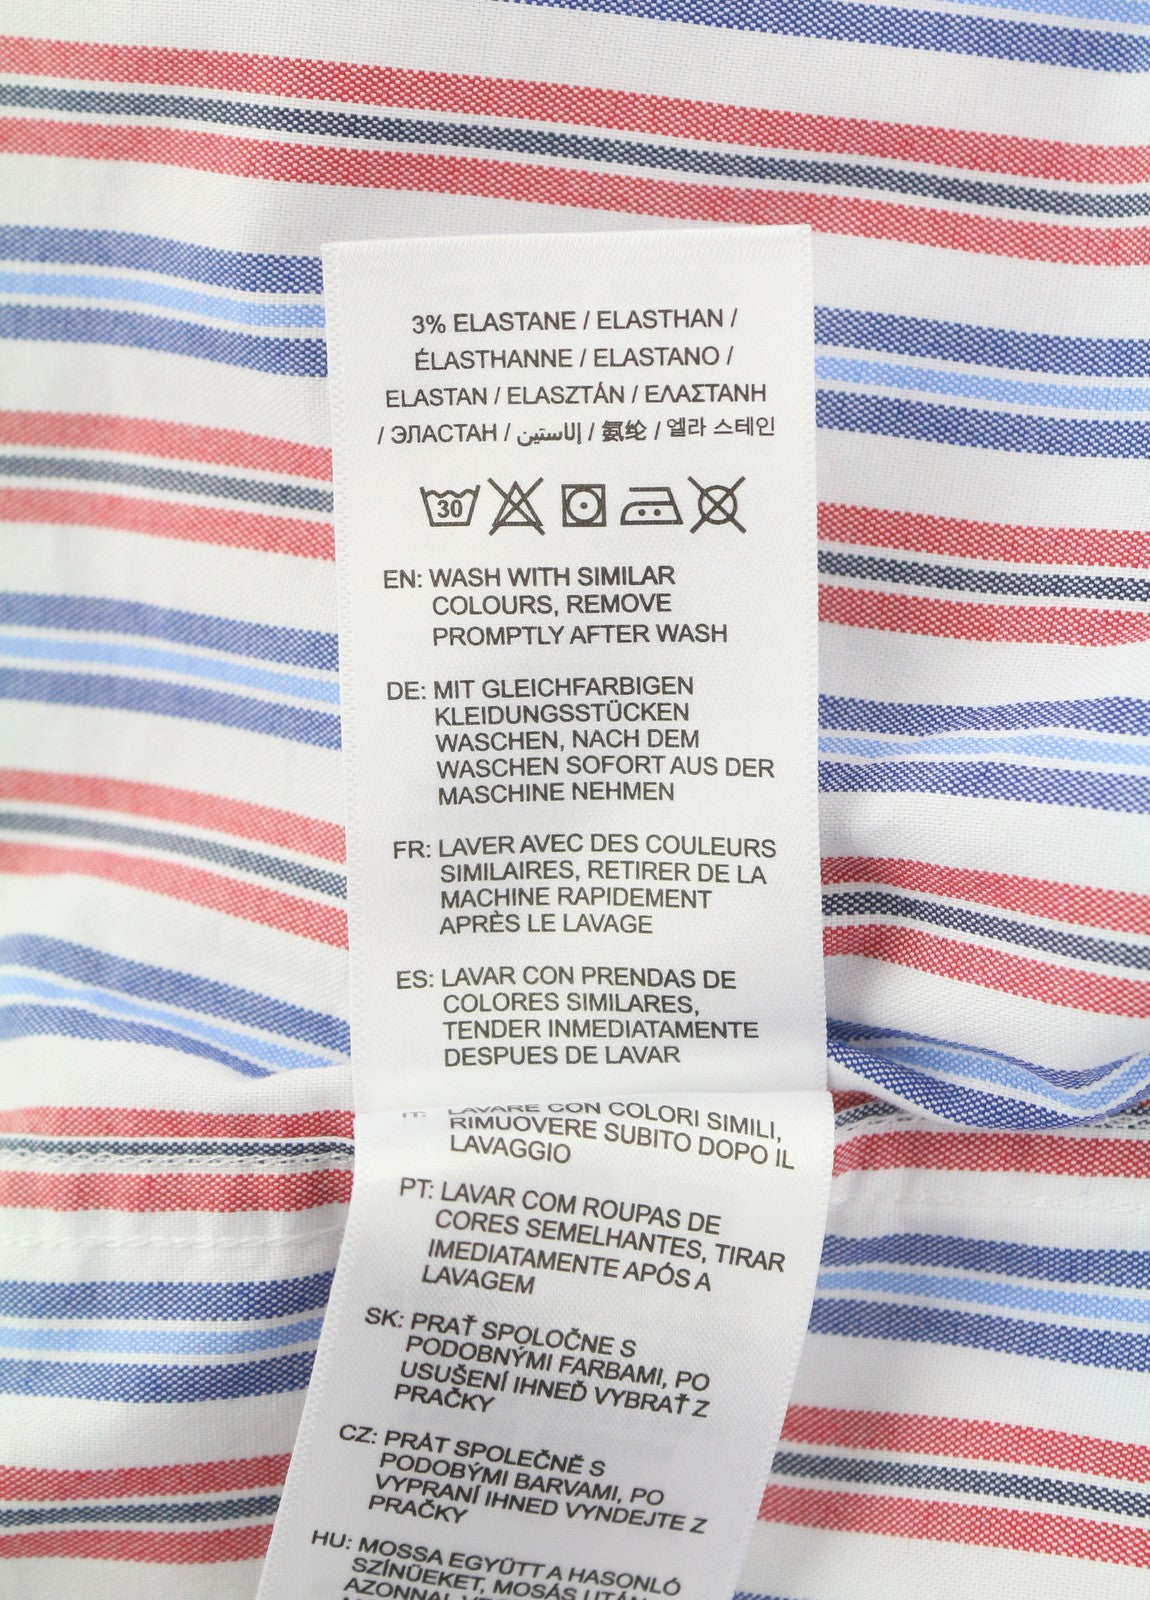 3% ELASTANE / ELASTHAN /
ÉLASTHANNE / ELASTANO /
ELASTAN / ELASZTÁN / ΕΛΑΣΤΑΝΗ
/ ЭЛАСТАН / إلاستين / 氨纶 / 엘라 스테인
30
EN: WASH WITH SIMILAR
COLOURS, REMOVE
PROMPTLY AFTER WASH
DE: MIT GLEICHFARBIGEN
KLEIDUNGSSTÜCKEN
WASCHEN, NACH DEM
WASCHEN SOFORT AUS DER
MASCHINE NEHMEN
FR: LAVER AVEC DES COULEURS
SIMILAIRES, RETIRER DE LA
MACHINE RAPIDEMENT
APRÈS LE LAVAGE
ES: LAVAR CON PRENDAS DE
COLORES SIMILARES,
TENDER INMEDIATAMENTE
DESPUES DE LAVAR
IT: LAVARE CON COLORI SIMILI,
RIMUOVERE SUBITO DOPO IL
LAVAGGIO
PT: LAVAR COM ROUPAS DE
CORES SEMELHANTES, TIRAR
IMEDIATAMENTE APÓS A
LAVAGEM
SK: PRAŤ SPOLOČNE S
PODOBNÝMI FARBAMI, PO
USUŠENÍ IHNEĎ VYBRAŤ Z
PRAČKY
CZ: PRÁT SPOLEČNĚ S
PODOBÝMI BARVAMI, PO
VYPRANÍ IHNED VYNDEJTE Z
PRAČKY
HU: MOSSA EGYÜTT A HASONLÓ
SZÍNŰEKET, MOSÁS UTÁN
AZONNAL